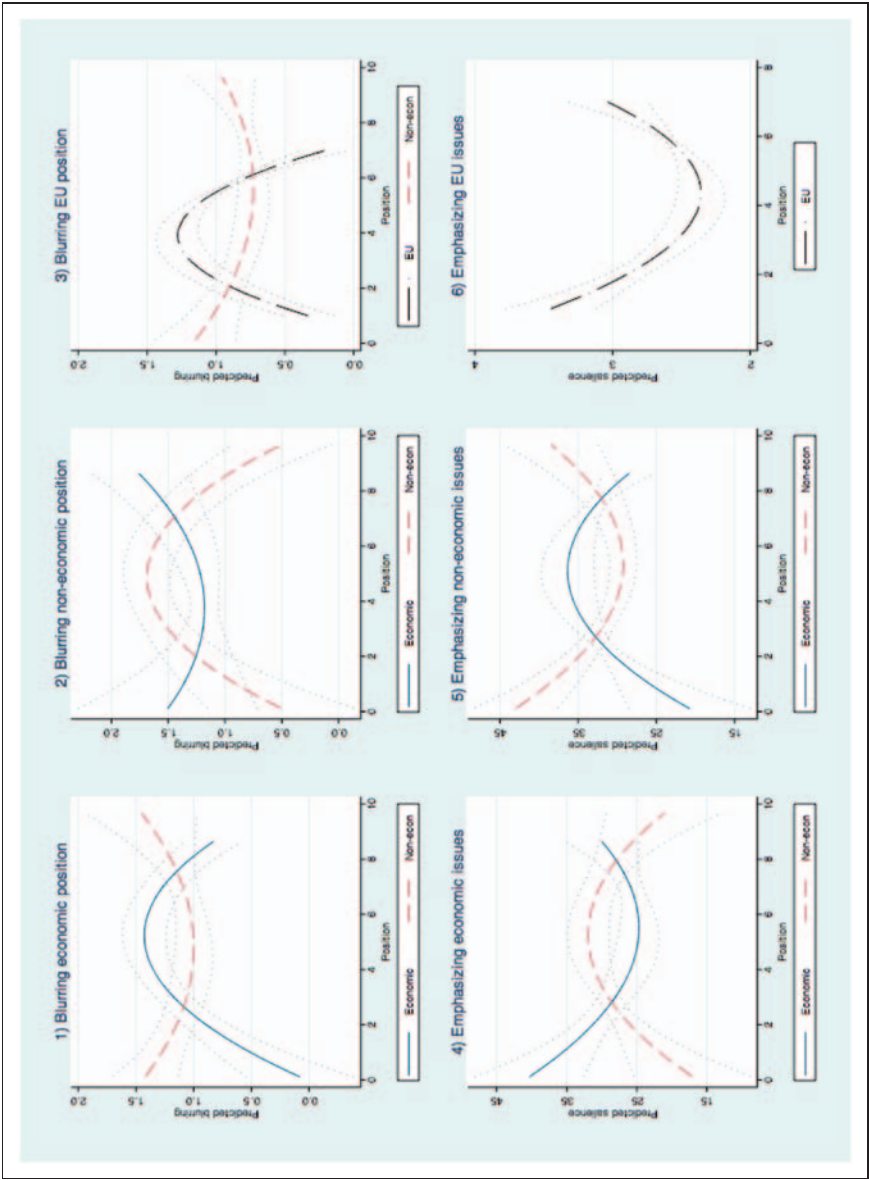 1) Blurring economic position
2.0
1.5
1.0
0.5
0.0
Predicted blurring
0 2 4 6 8 10
Position
Economic Non-econ
2) Blurring non-economic position
2.0
1.5
1.0
0.5
0.0
Predicted blurring
0 2 4 6 8 10
Position
Economic Non-econ
3) Blurring EU position
2.0
1.5
1.0
0.5
0.0
Predicted blurring
0 2 4 6 8 10
Position
EU Non-econ
4) Emphasizing economic issues
45
35
25
15
Predicted salience
0 2 4 6 8 10
Position
Economic Non-econ
5) Emphasizing non-economic issues
45
35
25
15
Predicted salience
0 2 4 6 8 10
Position
Economic Non-econ
6) Emphasizing EU issues
4
3
2
Predicted salience
0 2 4 6 8
Position
EU